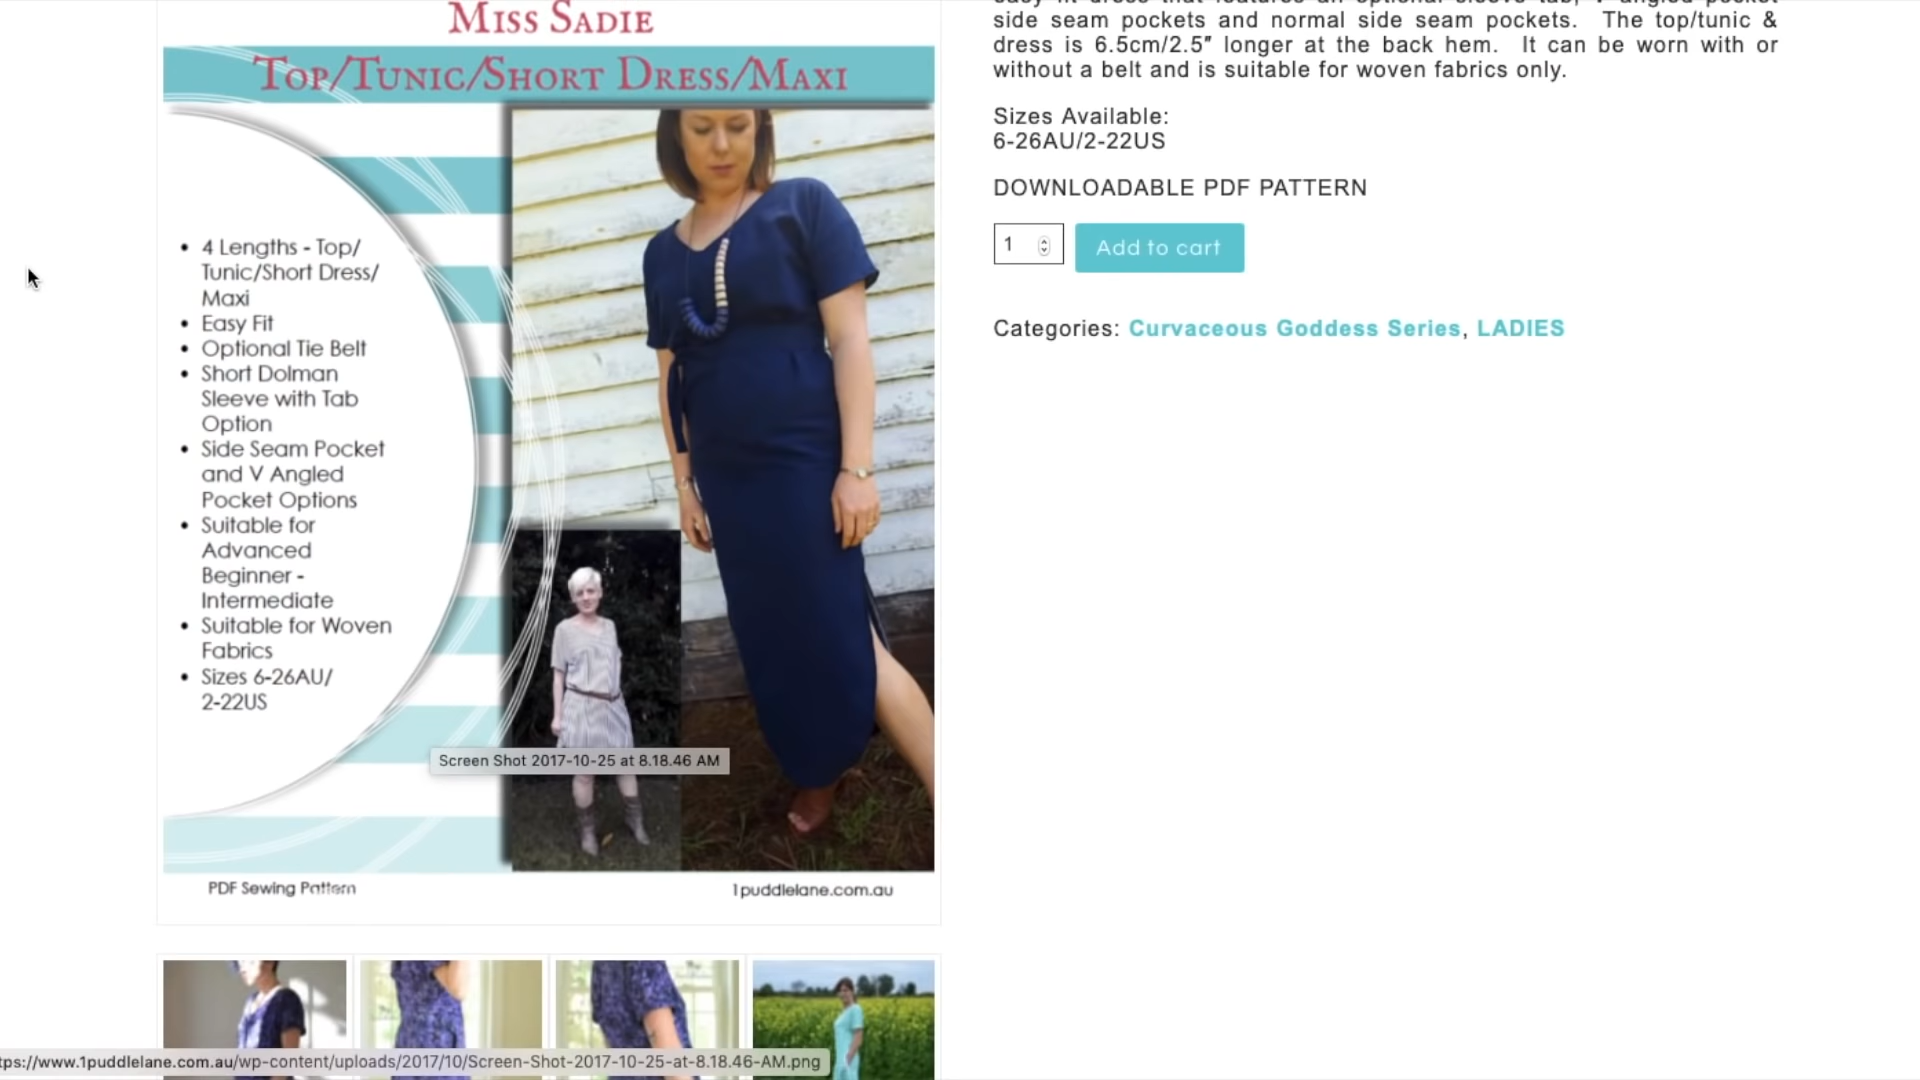 MISS SADIE
TOP/TUNIC/SHORT DRESS/MAXI
• 4 Lengths - Top/
Tunic/Short Dress/
Maxi
• Easy Fit
• Optional Tie Belt
• Short Dolman
Sleeve with Tab
Option
• Side Seam Pocket
and V Angled
Pocket Options
• Suitable for
Advanced
Beginner -
Intermediate
• Suitable for Woven
Fabrics
• Sizes 6-26AU/
2-22US
Screen Shot 2017-10-25 at 8.18.46 AM
PDF Sewing Pattern
1puddlelane.com.au
side seam pockets and normal side seam pockets. The top/tunic &
dress is 6.5cm/2.5″ longer at the back hem. It can be worn with or
without a belt and is suitable for woven fabrics only.
Sizes Available:
6-26AU/2-22US
DOWNLOADABLE PDF PATTERN
1
Add to cart
Categories: Curvaceous Goddess Series, LADIES
tps://www.1puddlelane.com.au/wp-content/uploads/2017/10/Screen-Shot-2017-10-25-at-8.18.46-AM.png